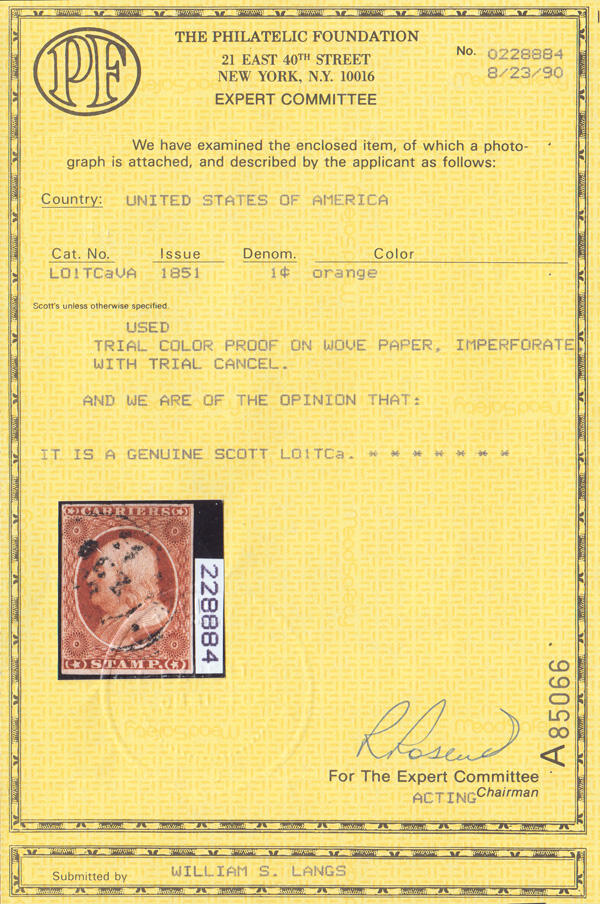 PF
THE PHILATELIC FOUNDATION
21 EAST 40TH STREET
NEW YORK, N.Y. 10016
EXPERT COMMITTEE
No. 0228884
8/23/90
We have examined the enclosed item, of which a photo-
graph is attached, and described by the applicant as follows:
Country: UNITED STATES OF AMERICA
Cat. No. Issue Denom. Color
LO1TCaVA 1851 1¢ orange
Scott's unless otherwise specified.
USED
TRIAL COLOR PROOF ON WOVE PAPER, IMPERFORATE
WITH TRIAL CANCEL.
AND WE ARE OF THE OPINION THAT:
IT IS A GENUINE SCOTT LO1TCa. * * * * * * *
CARRIERS
STAMP.
228884
A 85066
For The Expert Committee
ACTING Chairman
Submitted by WILLIAM S. LANGS